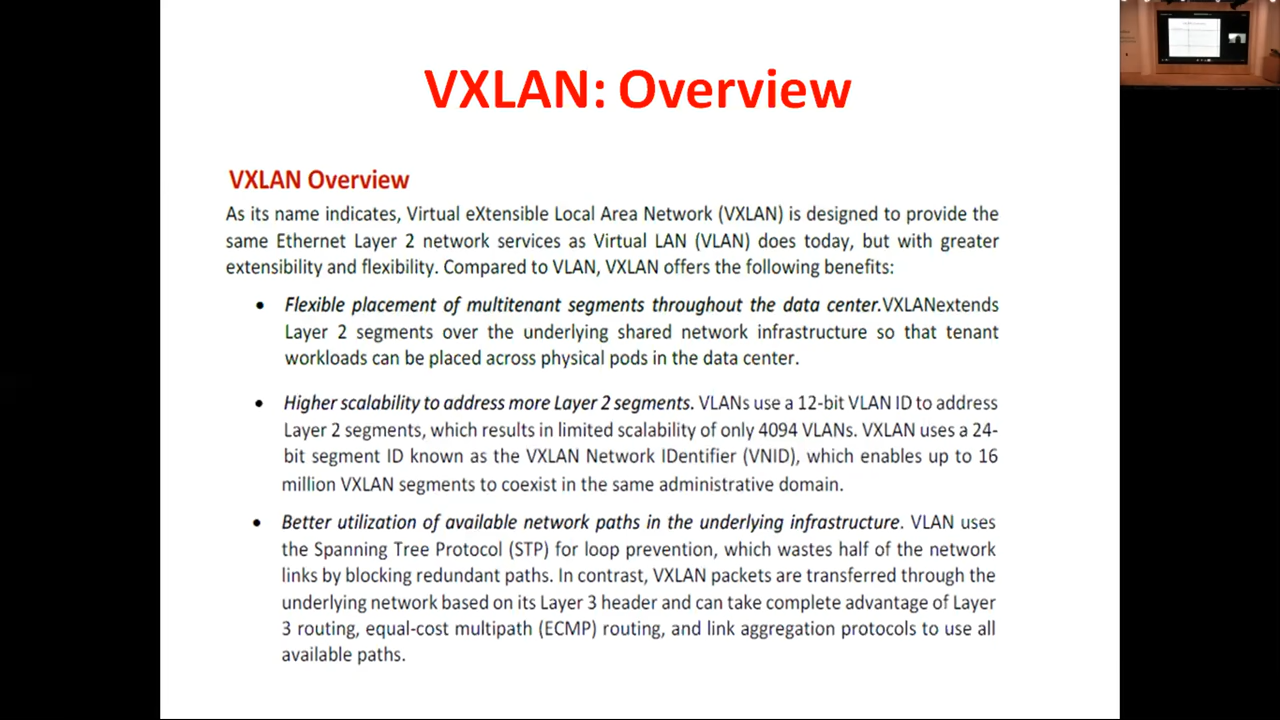 VXLAN: Overview
VXLAN Overview
As its name indicates, Virtual eXtensible Local Area Network (VXLAN) is designed to provide the
same Ethernet Layer 2 network services as Virtual LAN (VLAN) does today, but with greater
extensibility and flexibility. Compared to VLAN, VXLAN offers the following benefits:
• Flexible placement of multitenant segments throughout the data center.VXLANextends
Layer 2 segments over the underlying shared network infrastructure so that tenant
workloads can be placed across physical pods in the data center.
• Higher scalability to address more Layer 2 segments. VLANs use a 12-bit VLAN ID to address
Layer 2 segments, which results in limited scalability of only 4094 VLANs. VXLAN uses a 24-
bit segment ID known as the VXLAN Network IDentifier (VNID), which enables up to 16
million VXLAN segments to coexist in the same administrative domain.
• Better utilization of available network paths in the underlying infrastructure. VLAN uses
the Spanning Tree Protocol (STP) for loop prevention, which wastes half of the network
links by blocking redundant paths. In contrast, VXLAN packets are transferred through the
underlying network based on its Layer 3 header and can take complete advantage of Layer
3 routing, equal-cost multipath (ECMP) routing, and link aggregation protocols to use all
available paths.